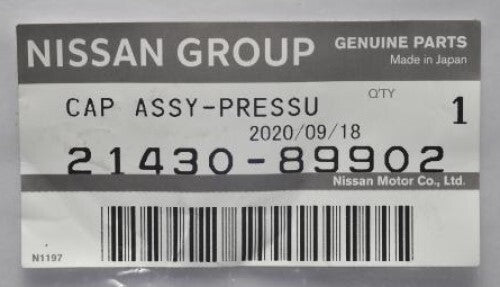 NISSAN GROUP
GENUINE PARTS
Made in Japan
CAP ASSY-PRESSU
Q'TY
1
2020/09/18
21430-89902
Nissan Motor Co., Ltd.
N1197